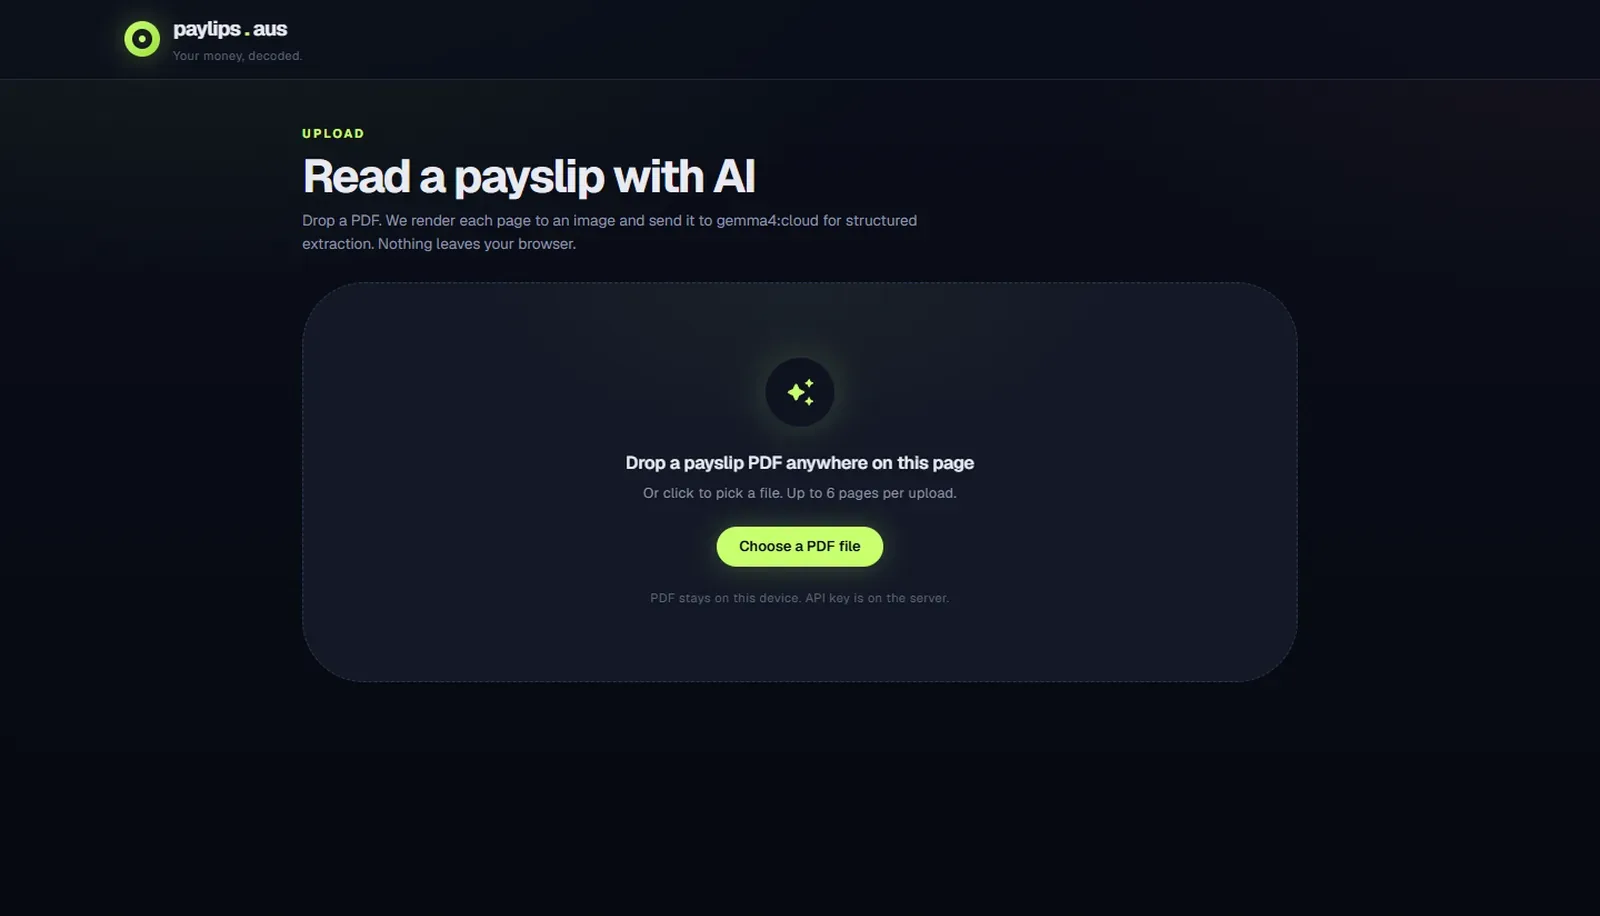 paylips.aus
Your money, decoded.
UPLOAD
Read a payslip with AI
Drop a PDF. We render each page to an image and send it to gemma4:cloud for structured
extraction. Nothing leaves your browser.
Drop a payslip PDF anywhere on this page
Or click to pick a file. Up to 6 pages per upload.
Choose a PDF file
PDF stays on this device. API key is on the server.